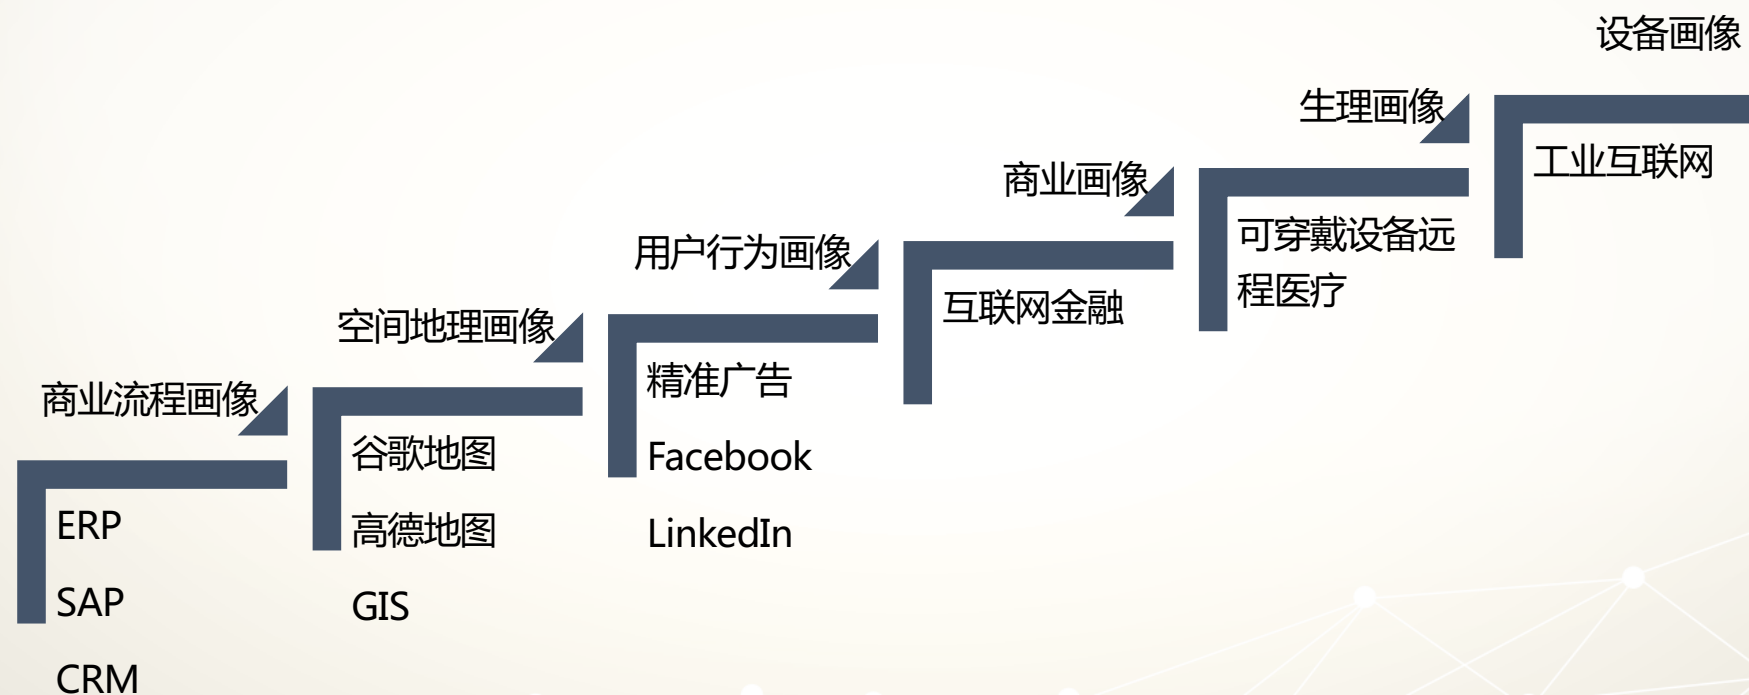 商业流程画像
ERP
SAP
CRM
空间地理画像
谷歌地图
高德地图
GIS
用户行为画像
精准广告
Facebook
LinkedIn
商业画像
互联网金融
生理画像
可穿戴设备远
程医疗
设备画像
工业互联网